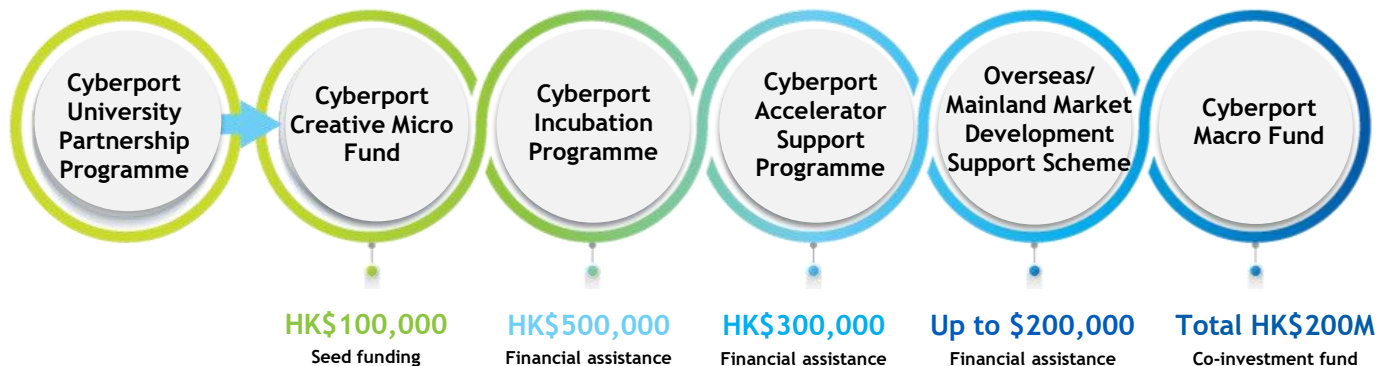 Cyberport
University
Partnership
Programme
Cyberport
Creative Micro
Fund
Cyberport
Incubation
Programme
Cyberport
Accelerator
Support
Programme
Overseas/
Mainland Market
Development
Support Scheme
Cyberport
Macro Fund
HK$100,000
Seed funding
HK$500,000
Financial assistance
HK$300,000
Financial assistance
Up to $200,000
Financial assistance
Total HK$200M
Co-investment fund